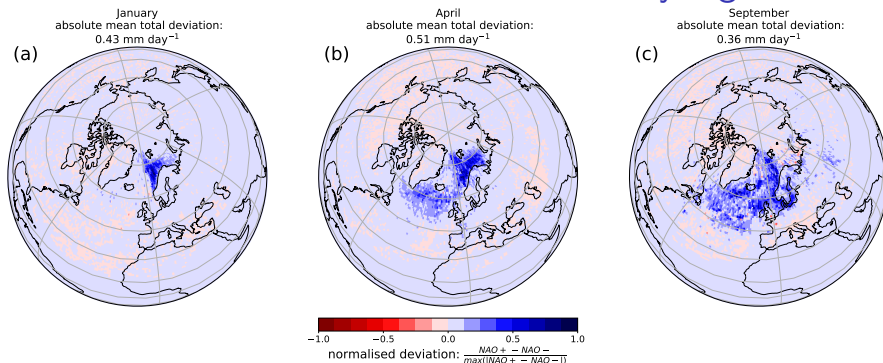 January
absolute mean total deviation:
0.43 mm day⁻¹
(a)
April
absolute mean total deviation:
0.51 mm day⁻¹
(b)
September
absolute mean total deviation:
0.36 mm day⁻¹
(c)
−1.0 −0.5 0.0 0.5 1.0
normalised deviation: NAO+ − NAO− / max(|NAO+ − NAO−|)